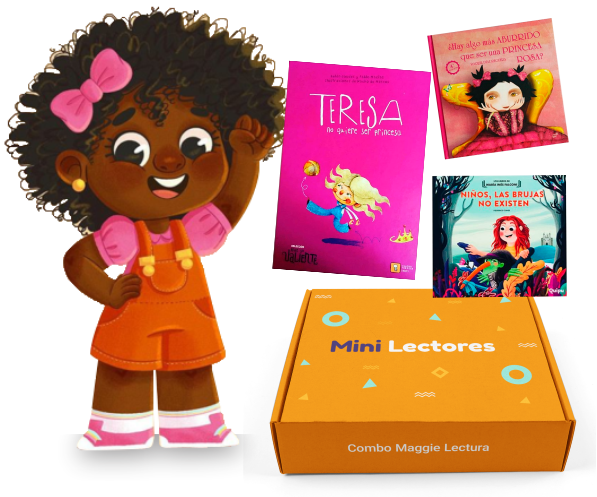 TERESA
no quiere ser princesa
Valiente
¿Hay algo más ABURRIDO
que ser una PRINCESA
ROSA?
NIÑOS, LAS BRUJAS
NO EXISTEN
Mini Lectores
Combo Maggie Lectura